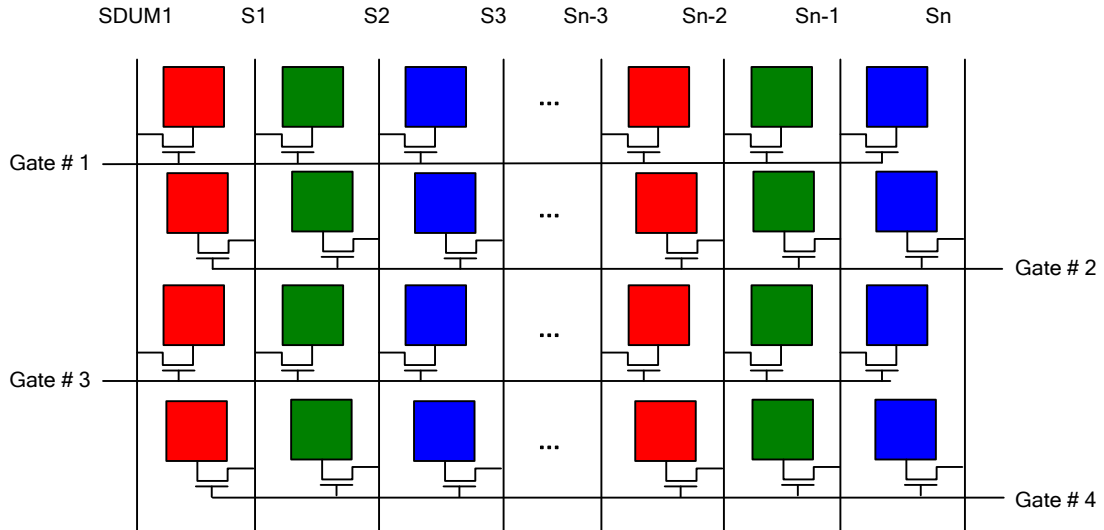 SDUM1 S1 S2 S3 Sn-3 Sn-2 Sn-1 Sn
...
Gate # 1
...
Gate # 2
...
Gate # 3
...
Gate # 4